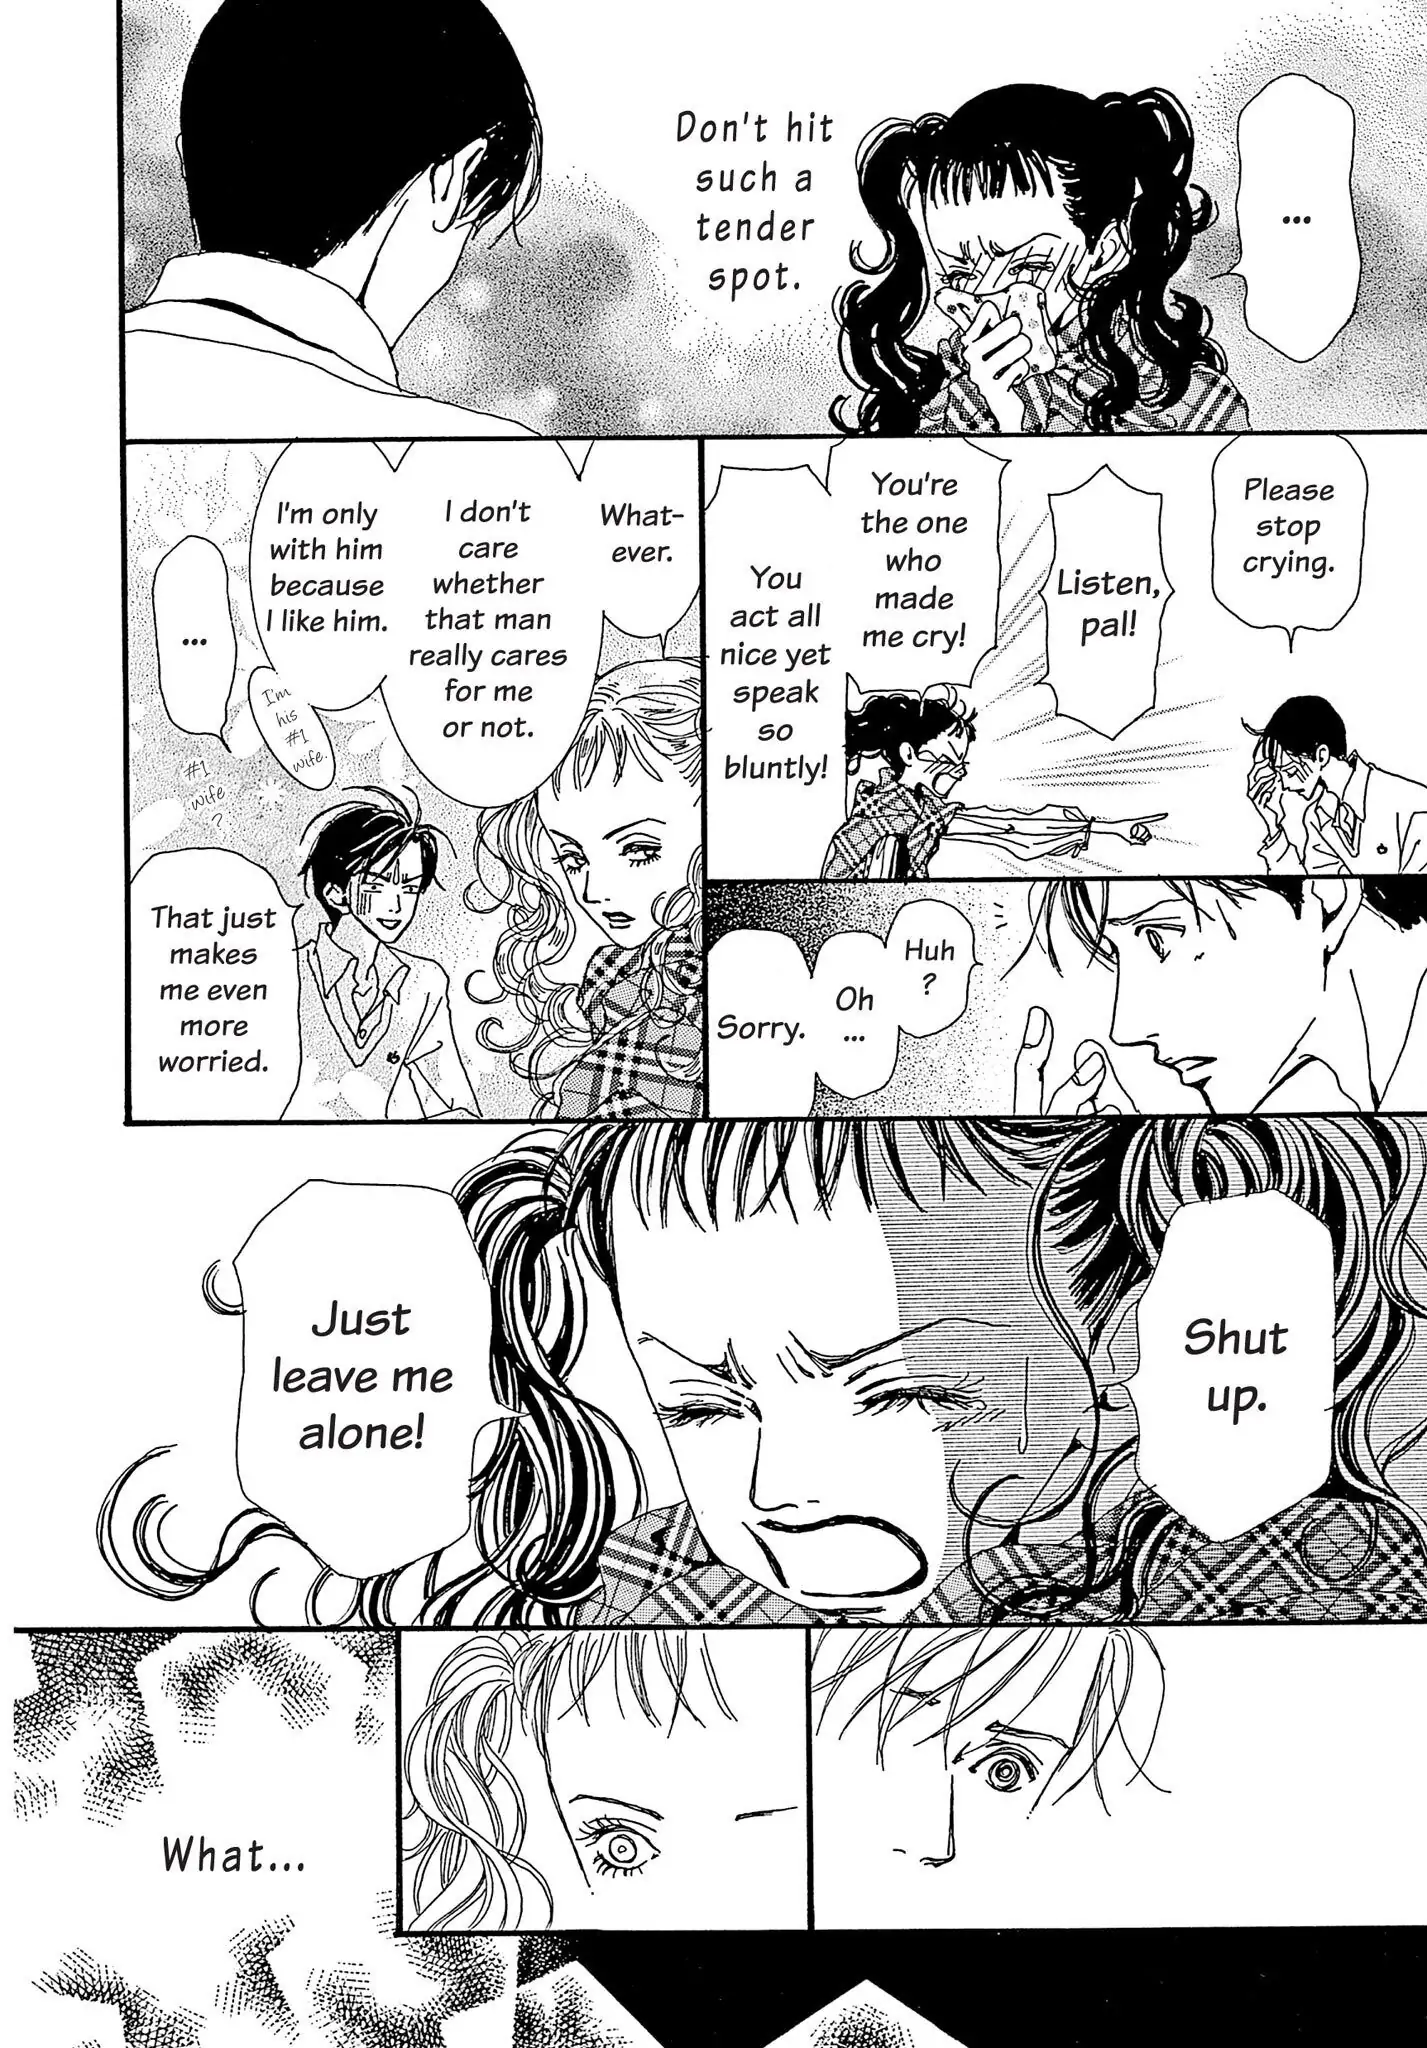 ...
Don't hit
such a
tender
spot.
Please
stop
crying.
Listen,
pal!
You're
the one
who
made
me cry!
You
act all
nice yet
speak
so
bluntly!
Huh
?
Oh
...
Sorry.
What-
ever.
I don't
care
whether
that man
really cares
for me
or not.
I'm only
with him
because
I like him.
I'm
his
#1
wife.
...
#1
wife
?
That just
makes
me even
more
worried.
Shut
up.
Just
leave me
alone!
What...